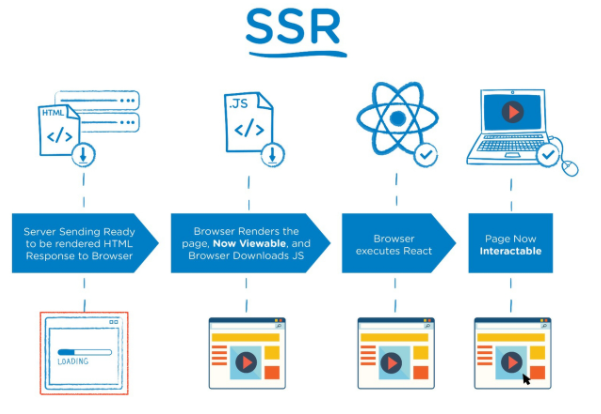 SSR
HTML
</>
.JS
</>
Server Sending Ready
to be rendered HTML
Response to Browser
Browser Renders the
page, Now Viewable, and
Browser Downloads JS
Browser
executes React
Page Now
Interactable
LOADING